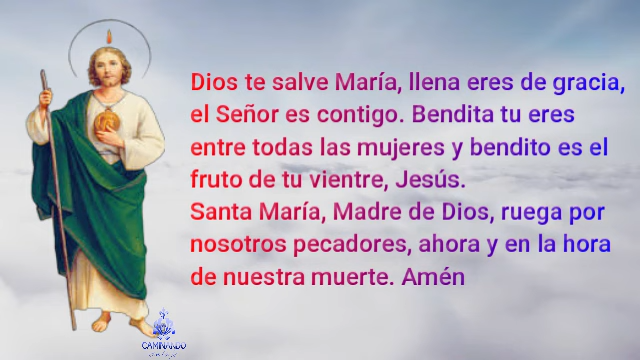 Dios te salve María, llena eres de gracia,
el Señor es contigo. Bendita tu eres
entre todas las mujeres y bendito es el
fruto de tu vientre, Jesús.
Santa María, Madre de Dios, ruega por
nosotros pecadores, ahora y en la hora
de nuestra muerte. Amén
CAMINANDO